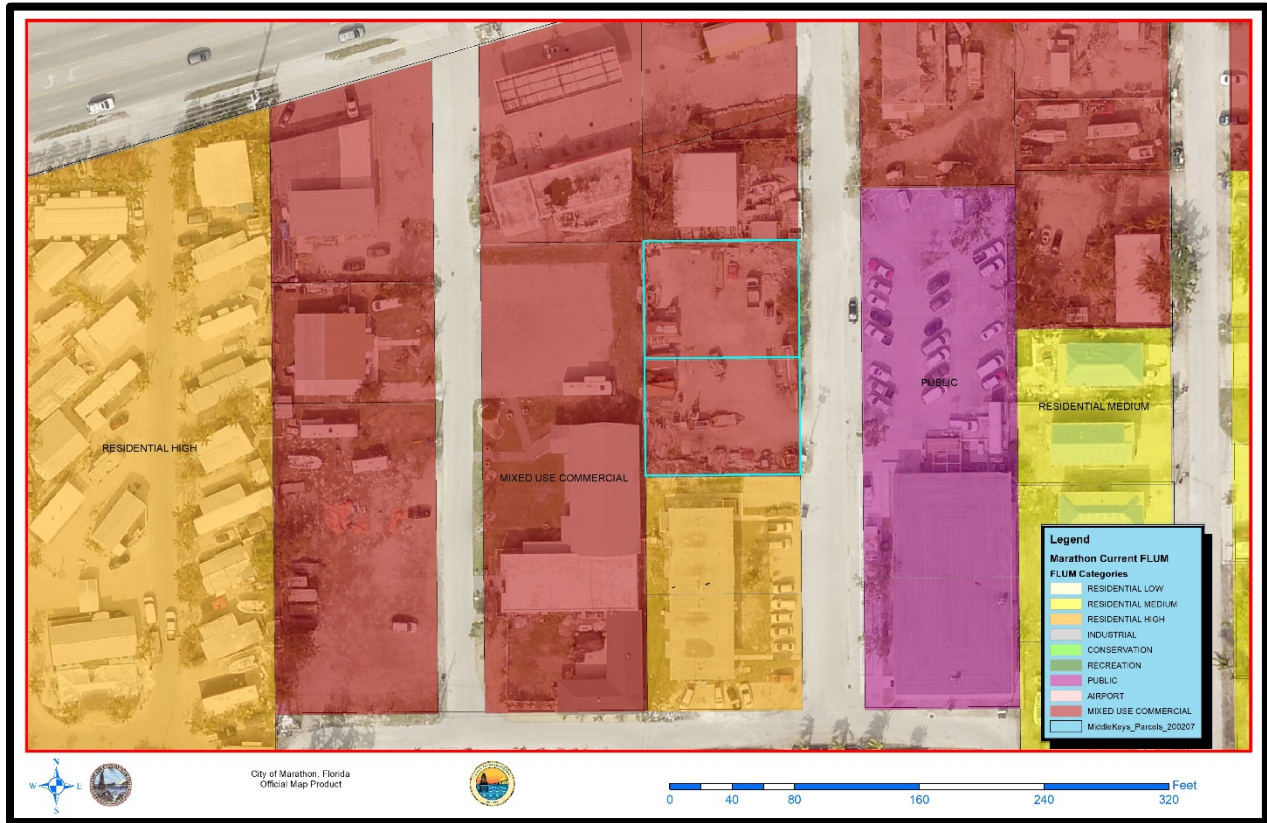 PUBLIC
RESIDENTIAL MEDIUM
RESIDENTIAL HIGH
MIXED USE COMMERCIAL
Legend
Marathon Current FLUM
FLUM Categories
RESIDENTIAL LOW
RESIDENTIAL MEDIUM
RESIDENTIAL HIGH
INDUSTRIAL
CONSERVATION
RECREATION
PUBLIC
AIRPORT
MIXED USE COMMERCIAL
MiddleKeys_Parcels_200207
N
W E
S
City of Marathon, Florida
Official Map Product
Feet
0 40 80 160 240 320